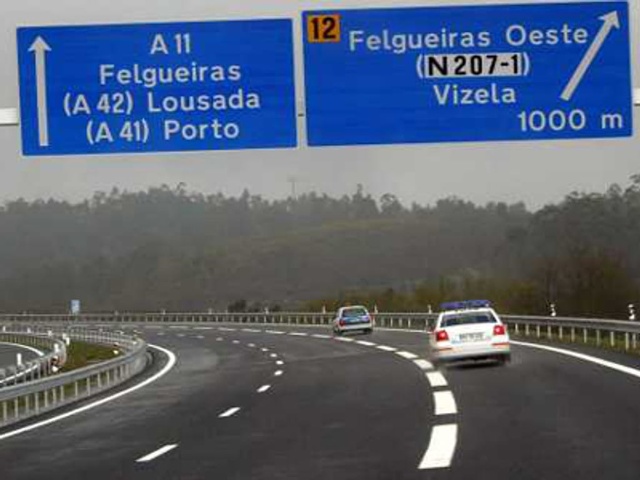 A 11
Felgueiras
(A 42) Lousada
(A 41) Porto
12
Felgueiras Oeste
(N 207-1)
Vizela
1000 m